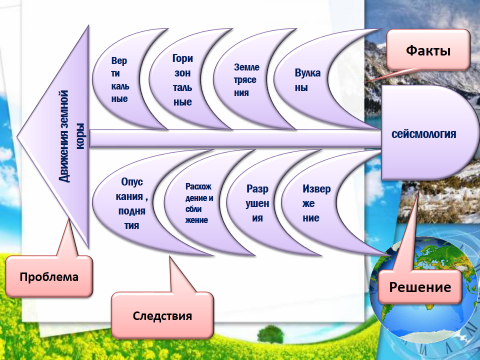 Факты
Вер
ти
каль
ные
Гори
зон
таль
ные
Земле
трясе
ния
Вулка
ны
Движения земной
коры
сейсмология
Опус
кания ,
подня
тия
Расхож
дение и
сбли
жение
Разр
ушен
ия
Извер
же
ние
Проблема
Следствия
Решение